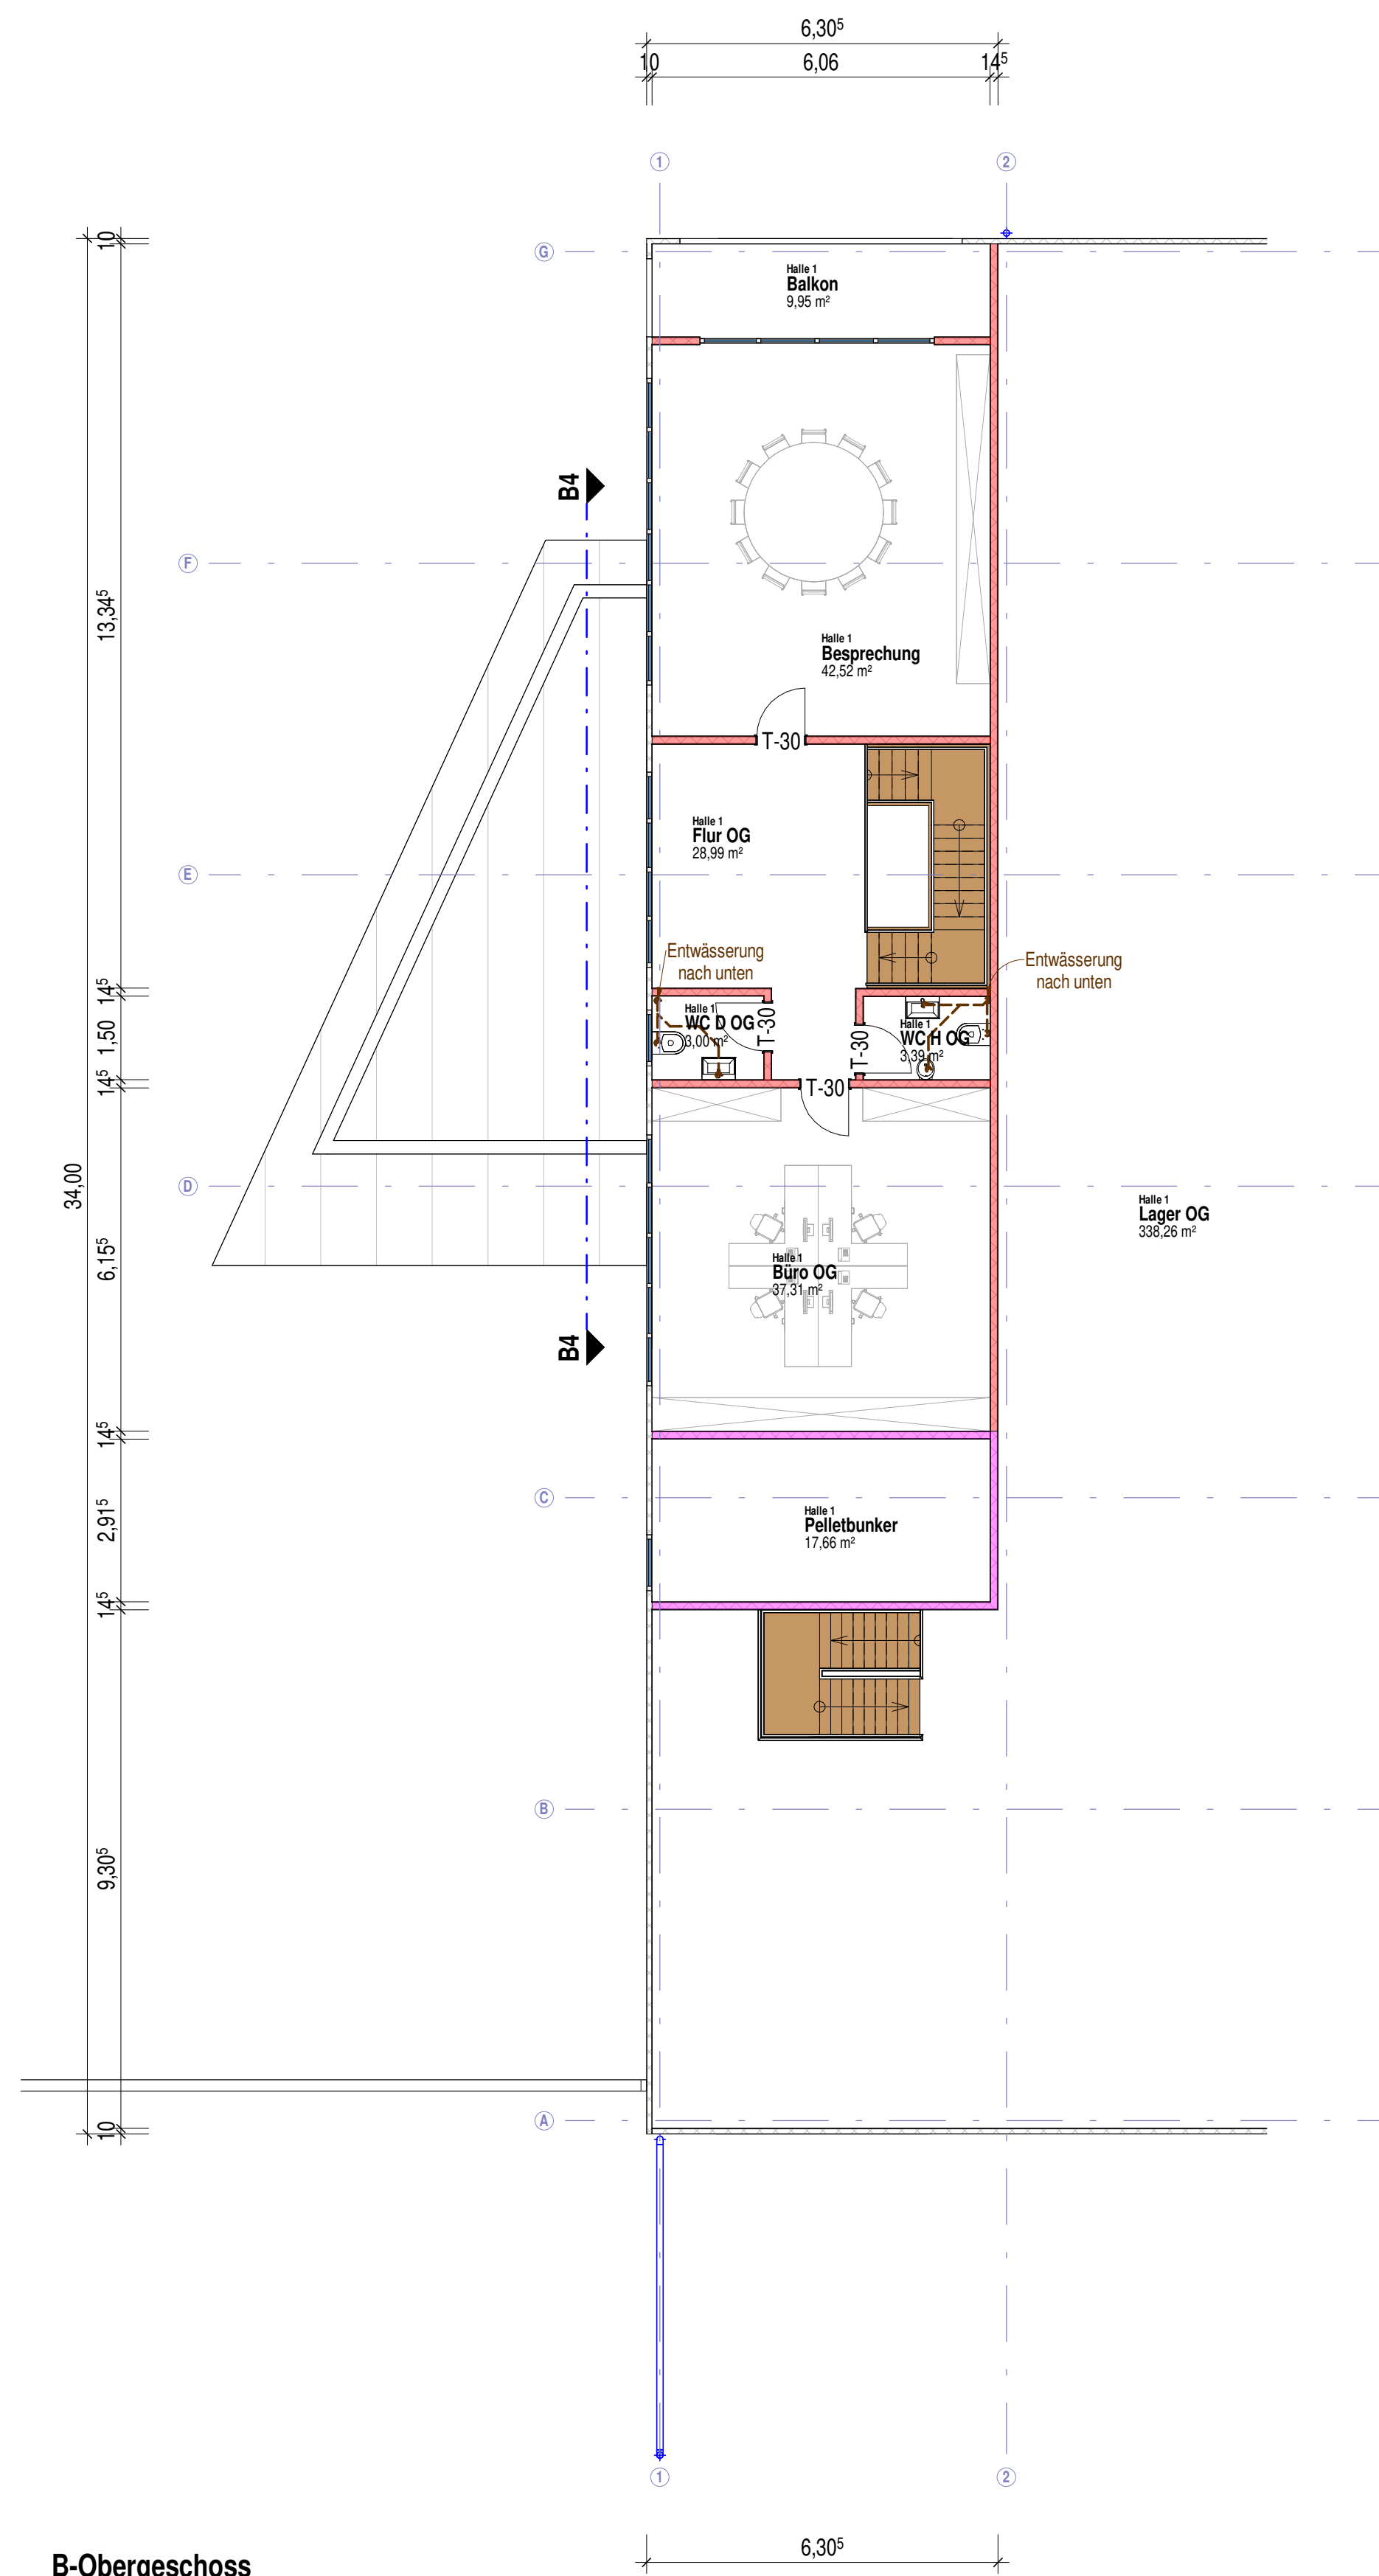 6,30⁵
10 6,06 14⁵
1 2
10
G
Halle 1
Balkon
9,95 m²
B4
F
13,34⁵
Halle 1
Besprechung
42,52 m²
T-30
Halle 1
Flur OG
28,99 m²
E
Entwässerung
nach unten
Entwässerung
nach unten
14⁵
Halle 1
WC D OG
3,00 m²
T-30
Halle 1
WC H OG
3,39 m²
T-30
1,50
14⁵
T-30
34,00
D
Halle 1
Lager OG
338,26 m²
6,15⁵
Halle 1
Büro OG
37,31 m²
B4
14⁵
C
2,91⁵
Halle 1
Pelletbunker
17,66 m²
14⁵
B
9,30⁵
A
10
1 2
6,30⁵
B-Obergeschoss